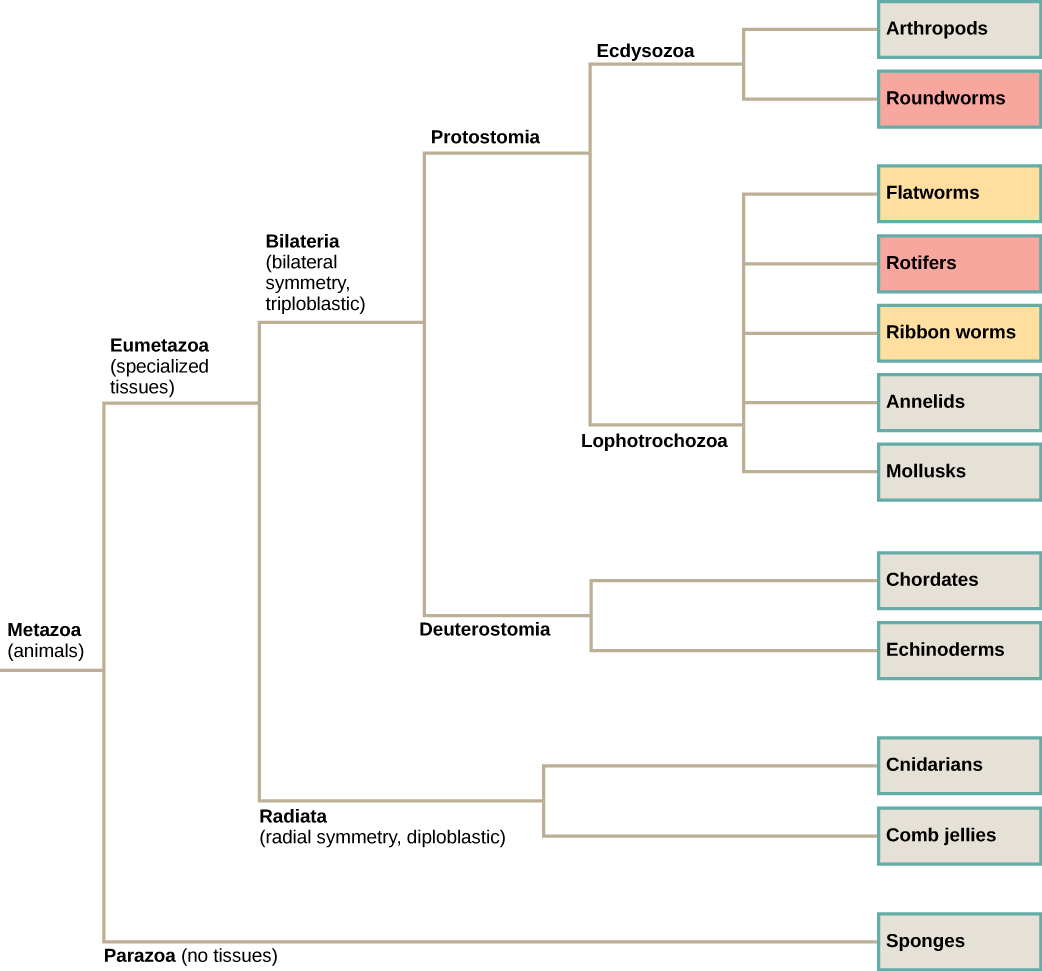 Arthropods
Ecdysozoa
Roundworms
Protostomia
Flatworms
Bilateria
(bilateral
symmetry,
triploblastic)
Rotifers
Ribbon worms
Eumetazoa
(specialized
tissues)
Annelids
Lophotrochozoa
Mollusks
Chordates
Deuterostomia
Metazoa
(animals)
Echinoderms
Cnidarians
Radiata
(radial symmetry, diploblastic)
Comb jellies
Sponges
Parazoa (no tissues)